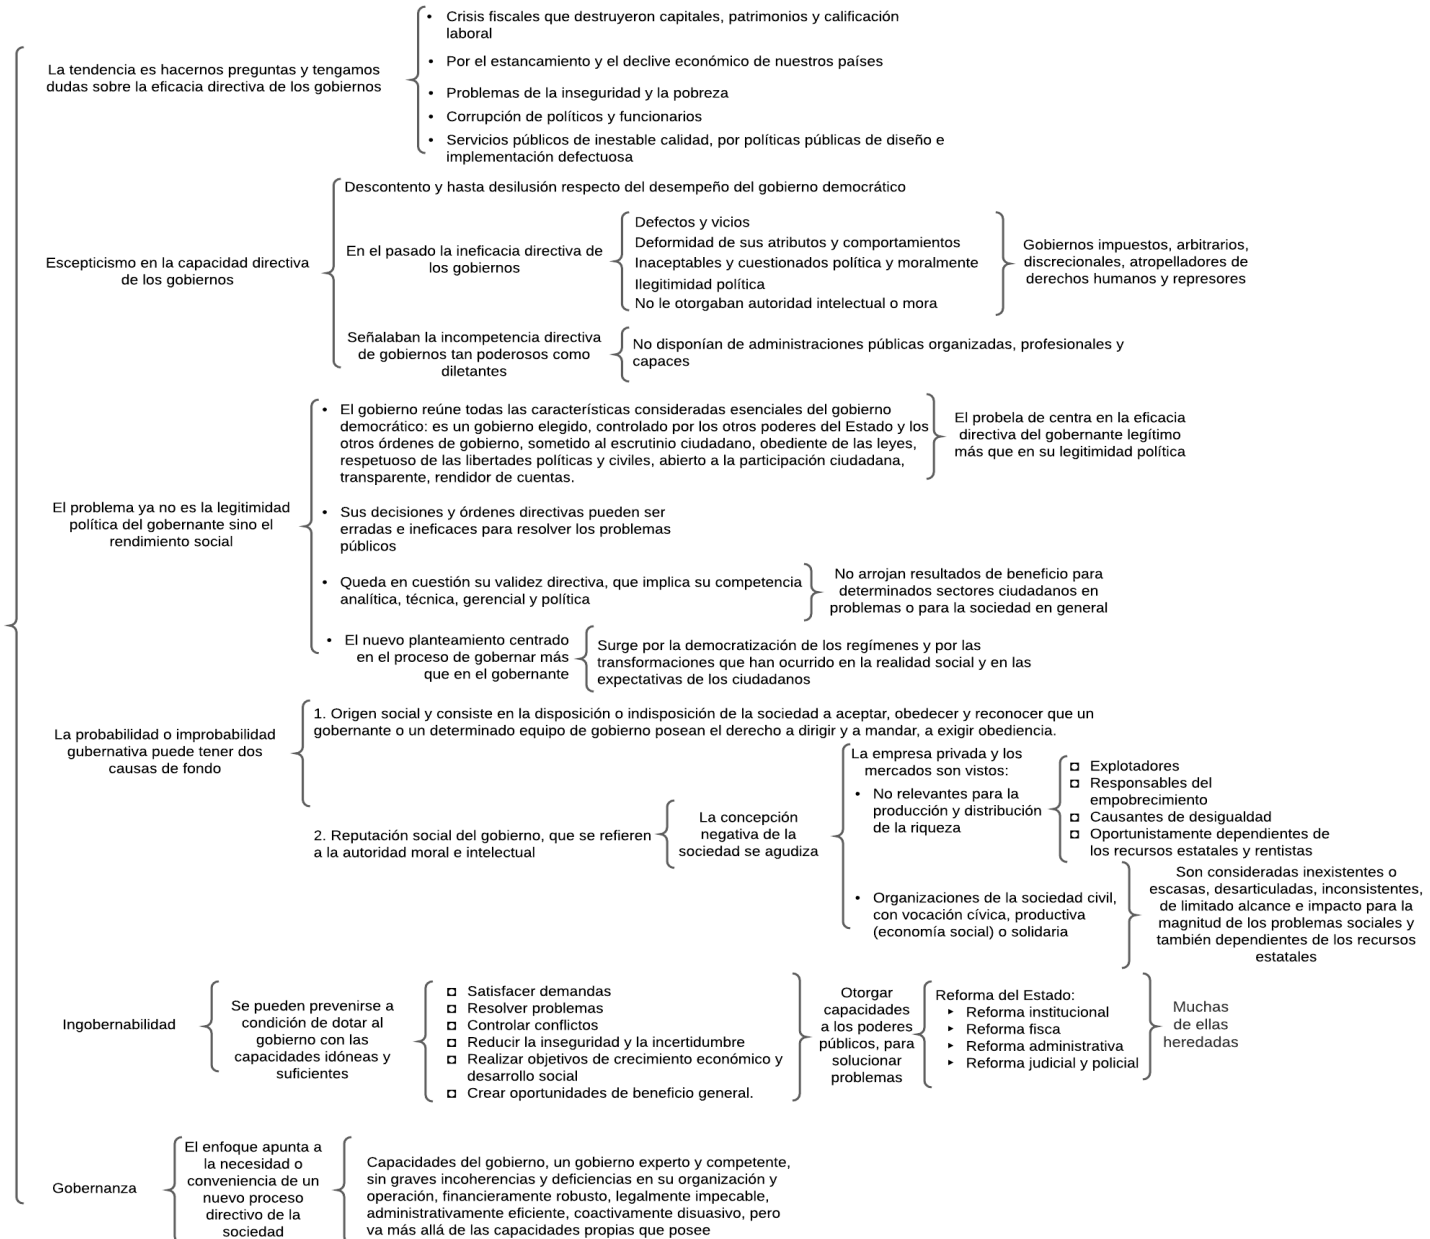 La tendencia es hacernos preguntas y tengamos
dudas sobre la eficacia directiva de los gobiernos
• Crisis fiscales que destruyeron capitales, patrimonios y calificación
laboral
• Por el estancamiento y el declive económico de nuestros países
• Problemas de la inseguridad y la pobreza
• Corrupción de políticos y funcionarios
• Servicios públicos de inestable calidad, por políticas públicas de diseño e
implementación defectuosa
Escepticismo en la capacidad directiva
de los gobiernos
Descontento y hasta desilusión respecto del desempeño del gobierno democrático
En el pasado la ineficacia directiva de
los gobiernos
Defectos y vicios
Deformidad de sus atributos y comportamientos
Inaceptables y cuestionados política y moralmente
Ilegitimidad política
No le otorgaban autoridad intelectual o mora
Gobiernos impuestos, arbitrarios,
discrecionales, atropelladores de
derechos humanos y represores
Señalaban la incompetencia directiva
de gobiernos tan poderosos como
diletantes
No disponían de administraciones públicas organizadas, profesionales y
capaces
El problema ya no es la legitimidad
política del gobernante sino el
rendimiento social
• El gobierno reúne todas las características consideradas esenciales del gobierno
democrático: es un gobierno elegido, controlado por los otros poderes del Estado y los
otros órdenes de gobierno, sometido al escrutinio ciudadano, obediente de las leyes,
respetuoso de las libertades políticas y civiles, abierto a la participación ciudadana,
transparente, rendidor de cuentas.
El probela de centra en la eficacia
directiva del gobernante legítimo
más que en su legitimidad política
• Sus decisiones y órdenes directivas pueden ser
erradas e ineficaces para resolver los problemas
públicos
• Queda en cuestión su validez directiva, que implica su competencia
analítica, técnica, gerencial y política
No arrojan resultados de beneficio para
determinados sectores ciudadanos en
problemas o para la sociedad en general
• El nuevo planteamiento centrado
en el proceso de gobernar más
que en el gobernante
Surge por la democratización de los regímenes y por las
transformaciones que han ocurrido en la realidad social y en las
expectativas de los ciudadanos
La probabilidad o improbabilidad
gubernativa puede tener dos
causas de fondo
1. Origen social y consiste en la disposición o indisposición de la sociedad a aceptar, obedecer y reconocer que un
gobernante o un determinado equipo de gobierno posean el derecho a dirigir y a mandar, a exigir obediencia.
2. Reputación social del gobierno, que se refieren
a la autoridad moral e intelectual
La concepción
negativa de la
sociedad se agudiza
La empresa privada y los
mercados son vistos:
• No relevantes para la
producción y distribución
de la riqueza
◘ Explotadores
◘ Responsables del
empobrecimiento
◘ Causantes de desigualdad
◘ Oportunistamente dependientes de
los recursos estatales y rentistas
• Organizaciones de la sociedad civil,
con vocación cívica, productiva
(economía social) o solidaria
Son consideradas inexistentes o
escasas, desarticuladas, inconsistentes,
de limitado alcance e impacto para la
magnitud de los problemas sociales y
también dependientes de los recursos
estatales
Ingobernabilidad
Se pueden prevenirse a
condición de dotar al
gobierno con las
capacidades idóneas y
suficientes
◘ Satisfacer demandas
◘ Resolver problemas
◘ Controlar conflictos
◘ Reducir la inseguridad y la incertidumbre
◘ Realizar objetivos de crecimiento económico y
desarrollo social
◘ Crear oportunidades de beneficio general.
Otorgar
capacidades
a los poderes
públicos, para
solucionar
problemas
Reforma del Estado:
▸ Reforma institucional
▸ Reforma fisca
▸ Reforma administrativa
▸ Reforma judicial y policial
Muchas
de ellas
heredadas
Gobernanza
El enfoque apunta a
la necesidad o
conveniencia de un
nuevo proceso
directivo de la
sociedad
Capacidades del gobierno, un gobierno experto y competente,
sin graves incoherencias y deficiencias en su organización y
operación, financieramente robusto, legalmente impecable,
administrativamente eficiente, coactivamente disuasivo, pero
va más allá de las capacidades propias que posee